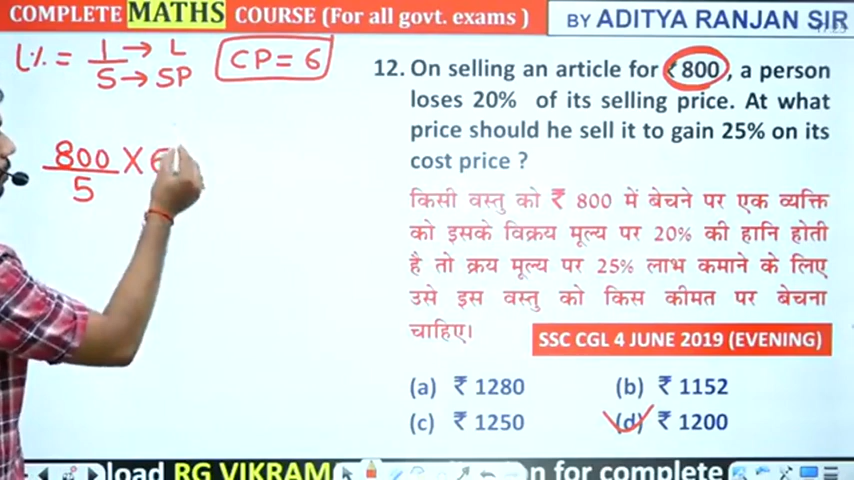 COMPLETE MATHS COURSE (For all govt. exams )
BY ADITYA RANJAN SIR
L% = 1 → L
5 → SP
CP = 6
800 × 6
5
12. On selling an article for ₹ 800 , a person
loses 20% of its selling price. At what
price should he sell it to gain 25% on its
cost price ?
किसी वस्तु को ₹ 800 में बेचने पर एक व्यक्ति
को इसके विक्रय मूल्य पर 20% की हानि होती
है तो क्रय मूल्य पर 25% लाभ कमाने के लिए
उसे इस वस्तु को किस कीमत पर बेचना
चाहिए।
SSC CGL 4 JUNE 2019 (EVENING)
(a) ₹ 1280
(b) ₹ 1152
(c) ₹ 1250
(d) ₹ 1200
load RG VIKRAM
on for complete